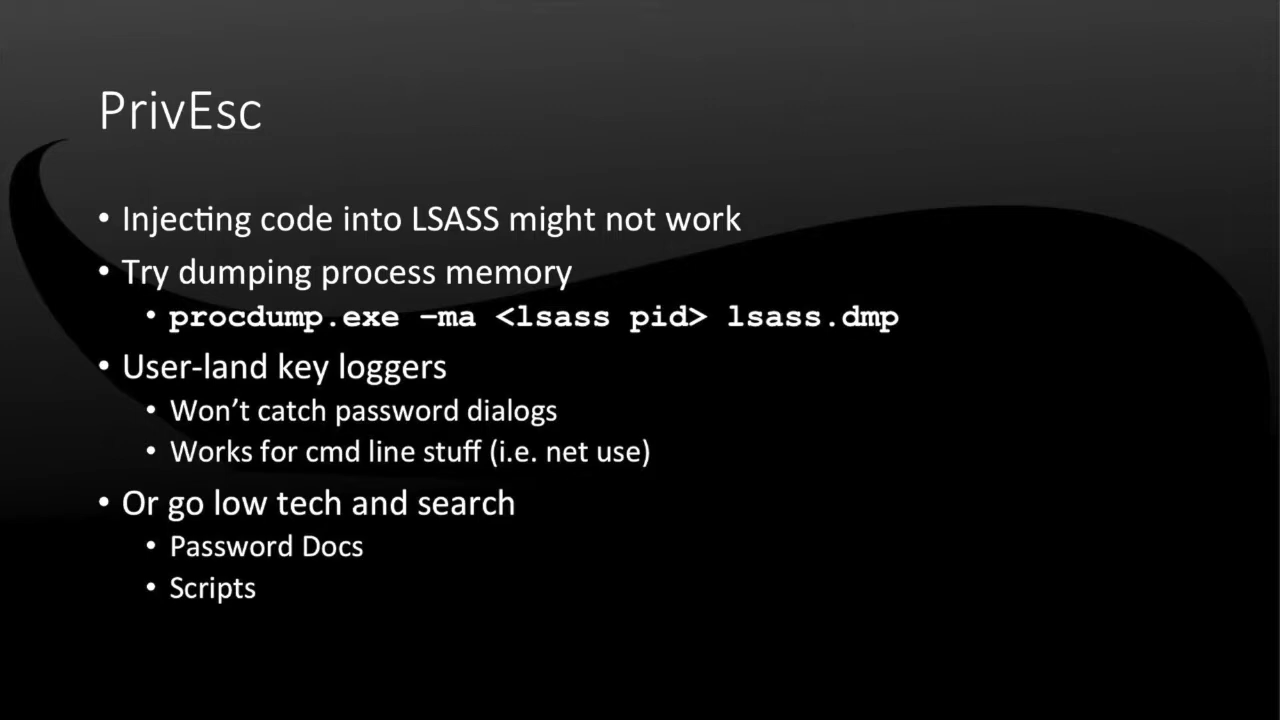 PrivEsc
• Injecting code into LSASS might not work
• Try dumping process memory
• procdump.exe –ma <lsass pid> lsass.dmp
• User-land key loggers
• Won’t catch password dialogs
• Works for cmd line stuff (i.e. net use)
• Or go low tech and search
• Password Docs
• Scripts